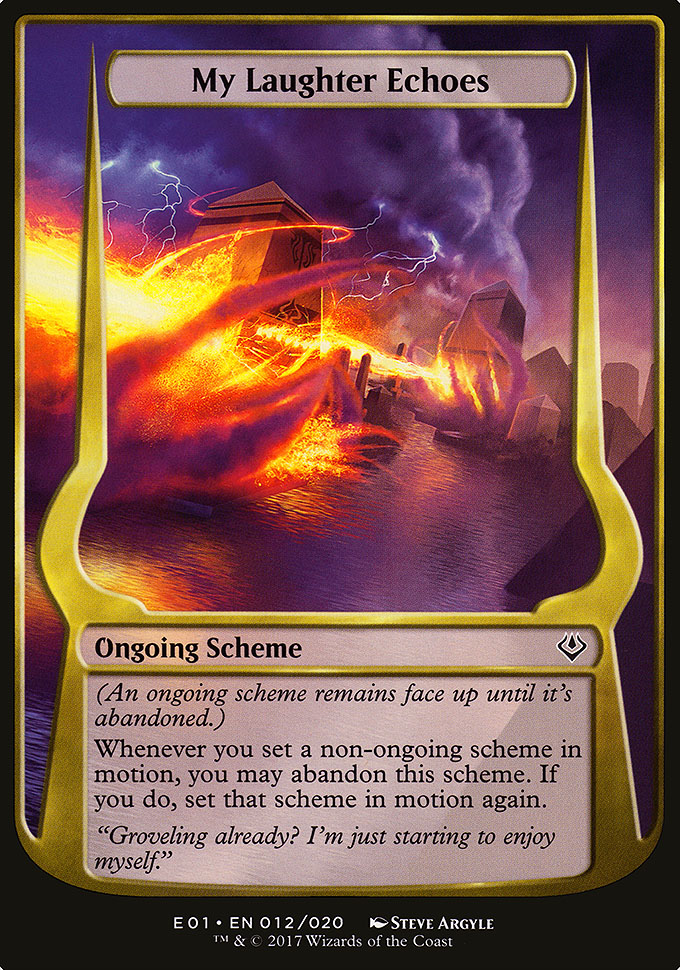 My Laughter Echoes
Ongoing Scheme
(An ongoing scheme remains face up until it's
abandoned.)
Whenever you set a non-ongoing scheme in
motion, you may abandon this scheme. If
you do, set that scheme in motion again.
“Groveling already? I'm just starting to enjoy
myself.”
E01 • EN 012/020 Steve Argyle
™ & © 2017 Wizards of the Coast